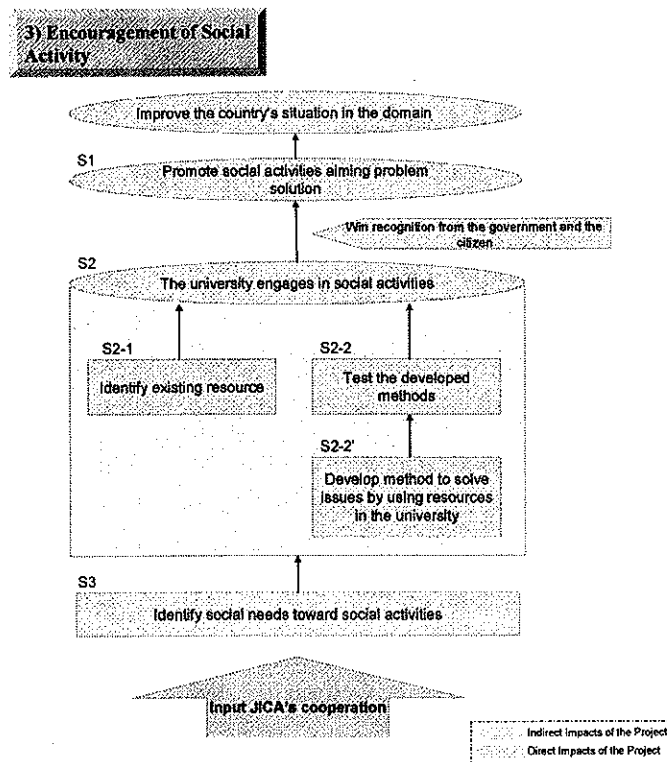 3) Encouragement of Social
Activity
Improve the country's situation in the domain
S1
Promote social activities aiming problem
solution
Win recognition from the government and the
citizen
S2
The university engages in social activities
S2-1
Identify existing resource
S2-2
Test the developed
methods
S2-2'
Develop method to solve
issues by using resources
in the university
S3
Identify social needs toward social activities
Input JICA's cooperation
Indirect Impacts of the Project
Direct Impacts of the Project